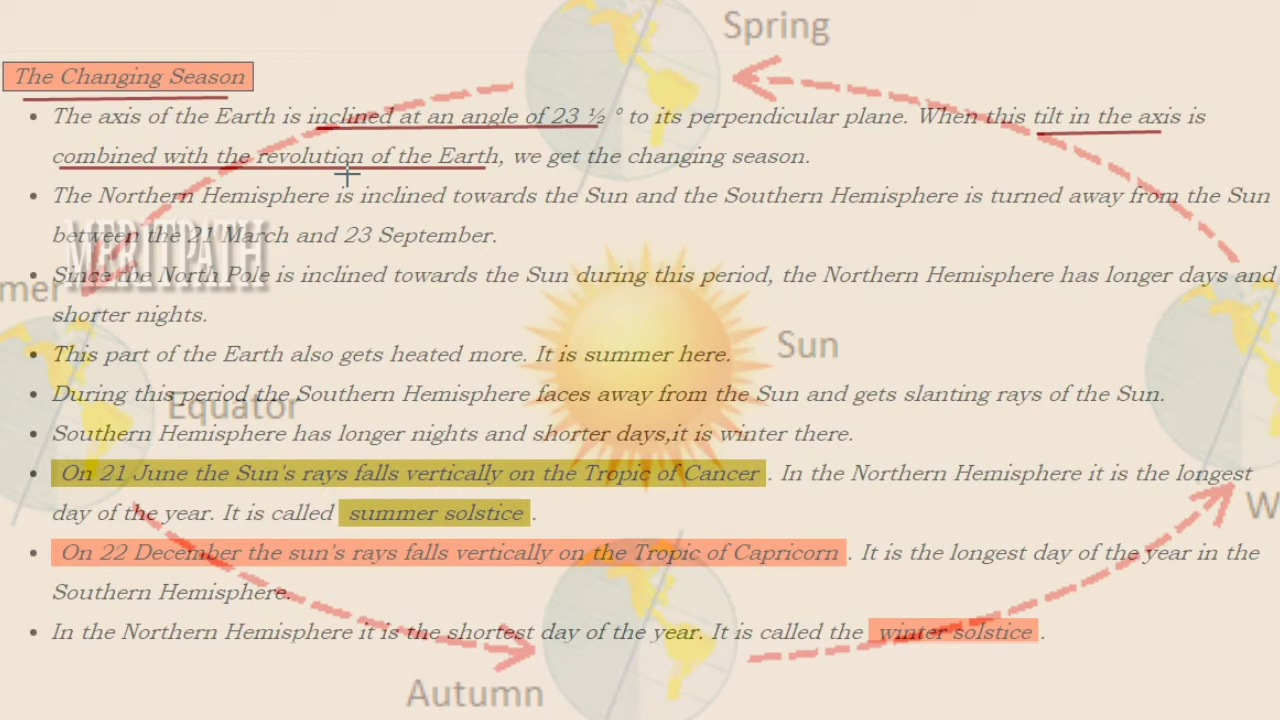 Spring
The Changing Season
• The axis of the Earth is inclined at an angle of 23 ½ ° to its perpendicular plane. When this tilt in the axis is
combined with the revolution of the Earth, we get the changing season.
• The Northern Hemisphere is inclined towards the Sun and the Southern Hemisphere is turned away from the Sun
between the 21 March and 23 September.
MERITPATH
• Since the North Pole is inclined towards the Sun during this period, the Northern Hemisphere has longer days and
mer
shorter nights.
Sun
• This part of the Earth also gets heated more. It is summer here.
• During this period the Southern Hemisphere faces away from the Sun and gets slanting rays of the Sun.
Equator
• Southern Hemisphere has longer nights and shorter days,it is winter there.
• On 21 June the Sun's rays falls vertically on the Tropic of Cancer . In the Northern Hemisphere it is the longest
W
day of the year. It is called summer solstice .
• On 22 December the sun's rays falls vertically on the Tropic of Capricorn . It is the longest day of the year in the
Southern Hemisphere.
• In the Northern Hemisphere it is the shortest day of the year. It is called the winter solstice .
Autumn